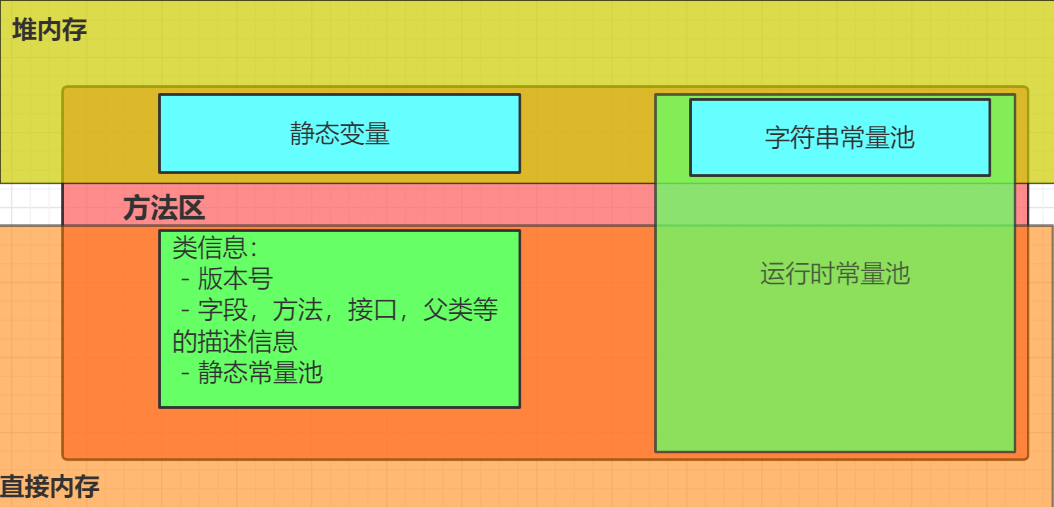 堆内存
静态变量
字符串常量池
方法区
类信息：
- 版本号
- 字段，方法，接口，父类等
的描述信息
- 静态常量池
运行时常量池
直接内存